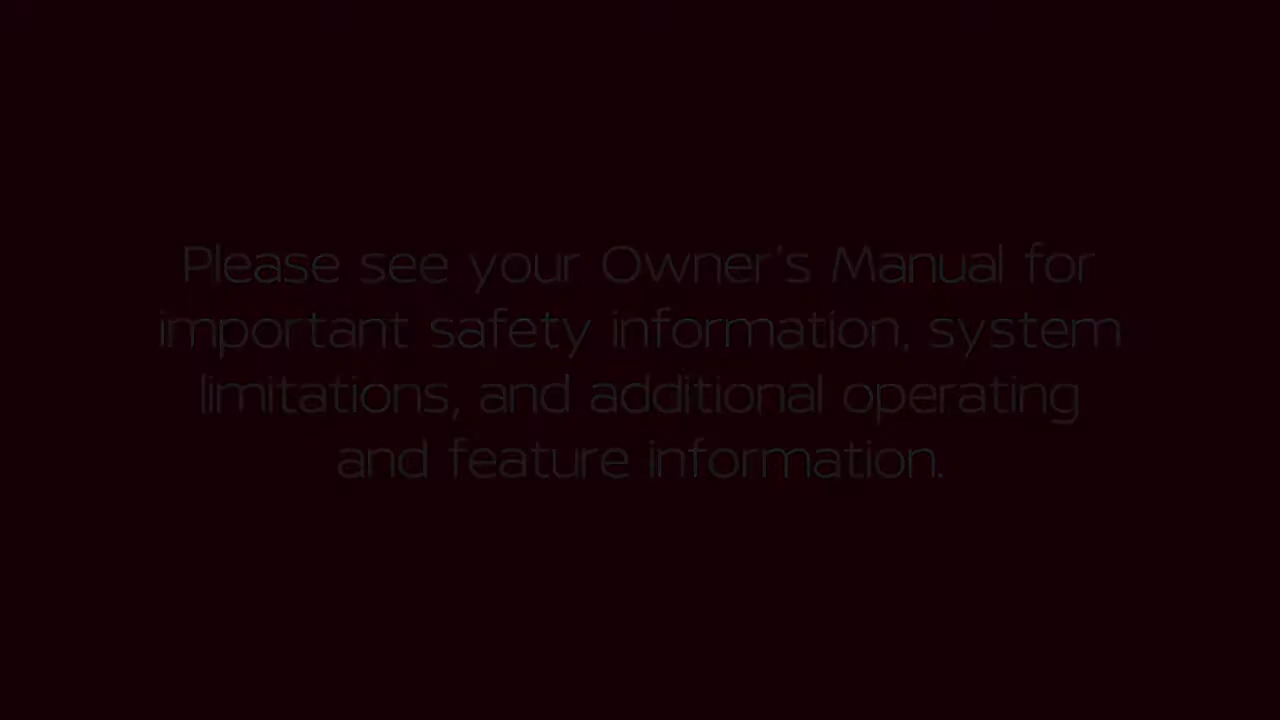 Please see your Owner's Manual for
important safety information, system
limitations, and additional operating
and feature information.